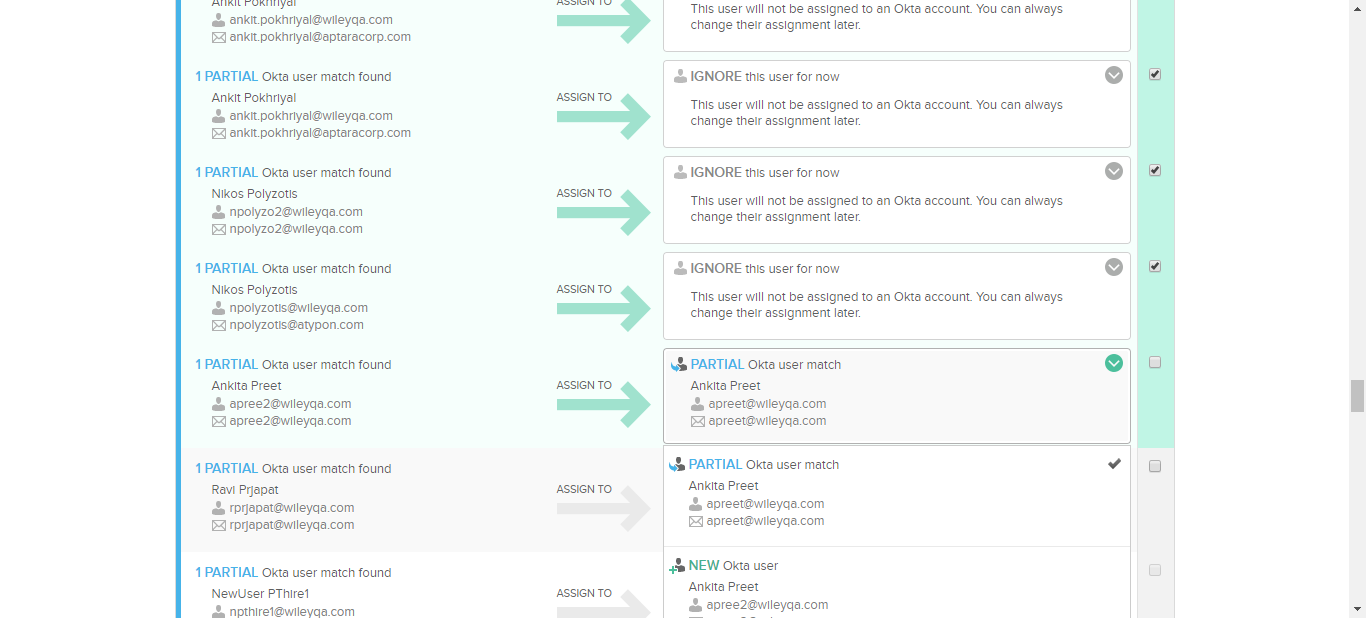 Ankit Pokhriyal
ankit.pokhriyal@wileyqa.com
ankit.pokhriyal@aptaracorp.com
ASSIGN TO
This user will not be assigned to an Okta account. You can always
change their assignment later.
1 PARTIAL Okta user match found
Ankit Pokhriyal
ankit.pokhriyal@wileyqa.com
ankit.pokhriyal@aptaracorp.com
ASSIGN TO
IGNORE this user for now
This user will not be assigned to an Okta account. You can always
change their assignment later.
1 PARTIAL Okta user match found
Nikos Polyzotis
npolyzo2@wileyqa.com
npolyzo2@wileyqa.com
ASSIGN TO
IGNORE this user for now
This user will not be assigned to an Okta account. You can always
change their assignment later.
1 PARTIAL Okta user match found
Nikos Polyzotis
npolyzotis@wileyqa.com
npolyzotis@atypon.com
ASSIGN TO
IGNORE this user for now
This user will not be assigned to an Okta account. You can always
change their assignment later.
1 PARTIAL Okta user match found
Ankita Preet
apree2@wileyqa.com
apree2@wileyqa.com
ASSIGN TO
PARTIAL Okta user match
Ankita Preet
apreet@wileyqa.com
apreet@wileyqa.com
1 PARTIAL Okta user match found
Ravi Prjapat
rprjapat@wileyqa.com
rprjapat@wileyqa.com
ASSIGN TO
PARTIAL Okta user match
Ankita Preet
apreet@wileyqa.com
apreet@wileyqa.com
1 PARTIAL Okta user match found
NewUser PThire1
npthire1@wileyqa.com
ASSIGN TO
NEW Okta user
Ankita Preet
apree2@wileyqa.com